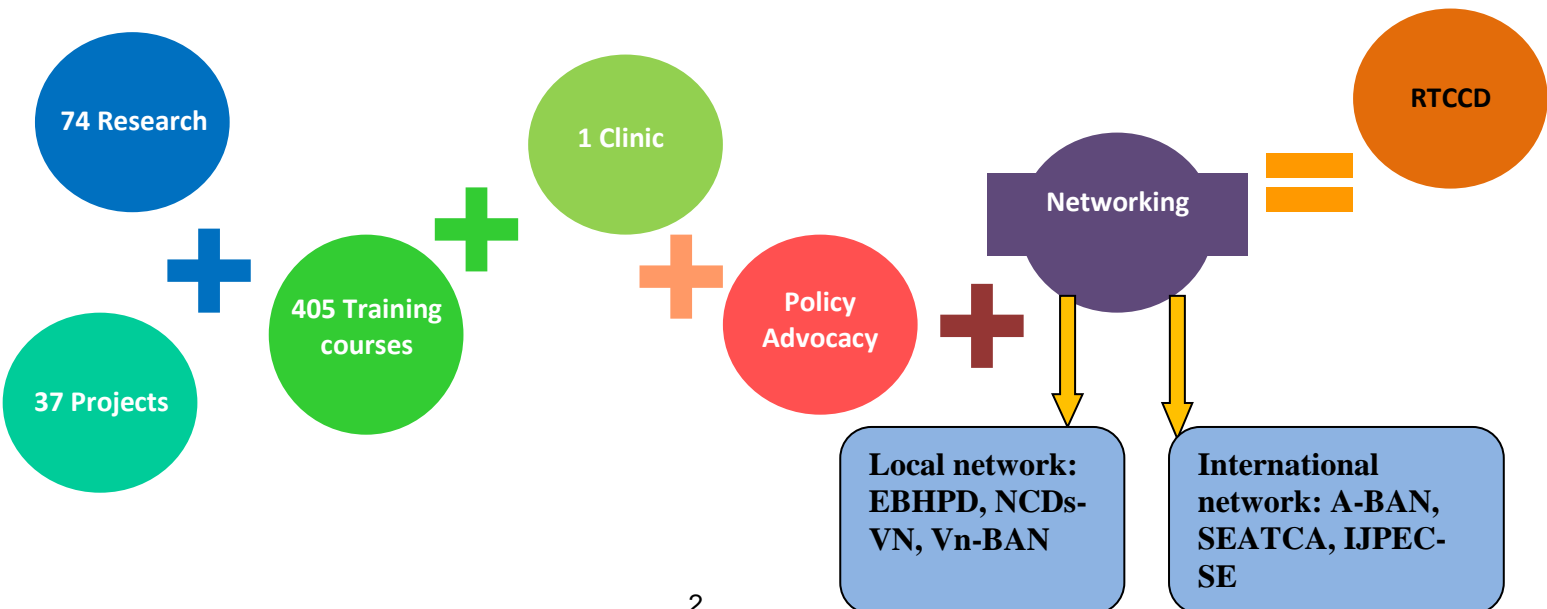 74 Research
37 Projects
405 Training
courses
1 Clinic
Policy
Advocacy
Networking
RTCCD
Local network:
EBHPD, NCDs-
VN, Vn-BAN
International
network: A-BAN,
SEATCA, IJPEC-
SE
2